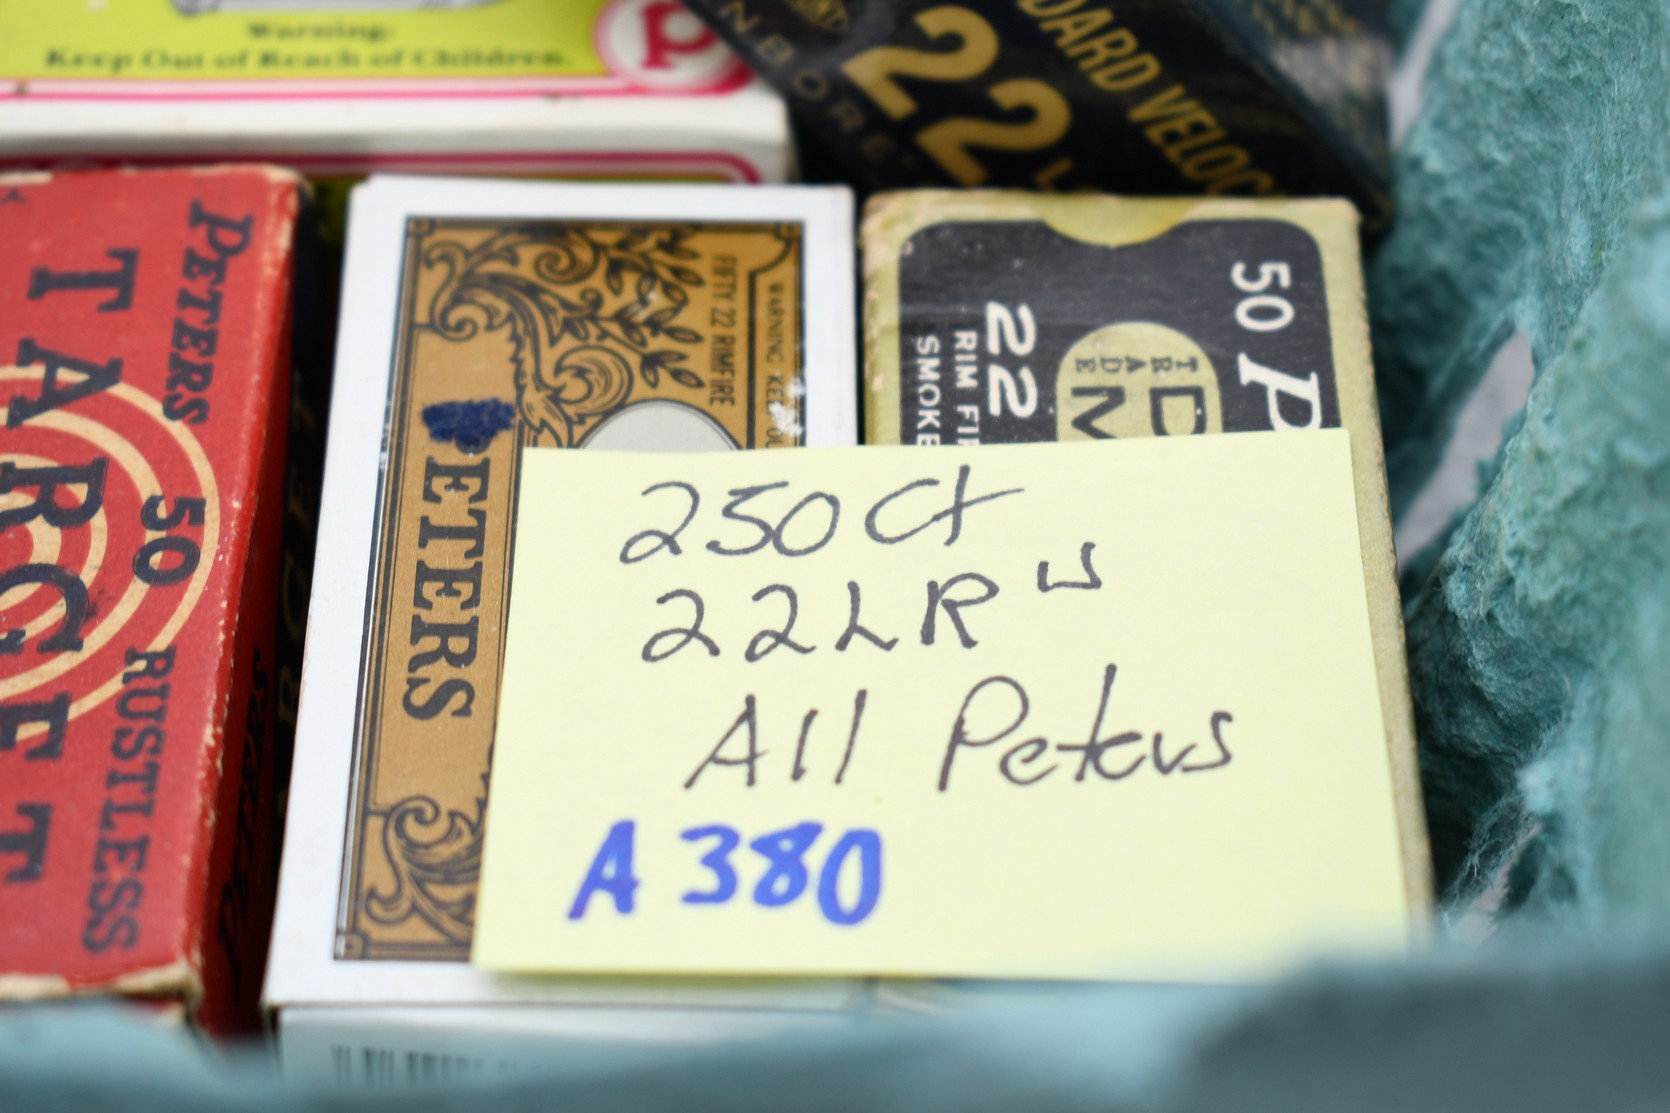 Warning:
Keep Out of Reach of Children.
P
22
DARD VELOC
PETERS
TARGET
50
RUSTLESS
PETERS
FIFTY 22 RIMFIRE
WARNING
50 P
22
RIM FI
SMOKE
TRADE
D
M
250 Ct
22LR s
All Peters
A 380